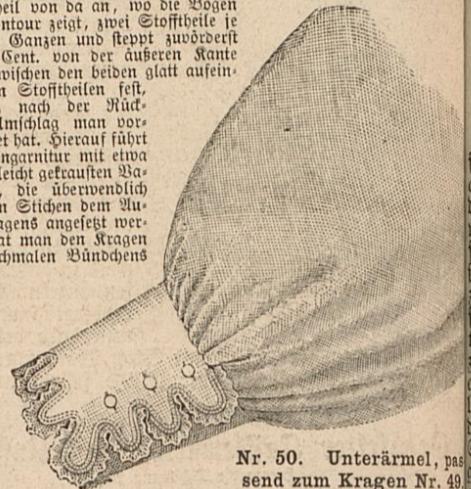 heil von da an, wo die Bogen
ntour zeigt, zwei Stofftheile je
Ganzen und steppt zuvörderst
Cent. von der äußeren Kante
wischen den beiden glatt aufein-
n Stofftheilen fest,
nach der Rück-
lmschlag man vor-
et hat. Hierauf führt
ngarnitur mit etwa
leicht gekrausten Va-
, die überwendlich
n Stichen dem Au-
agens angesetzt wer-
at man den Kragen
chmalen Bündchens
Nr. 50. Unterärmel, pas
send zum Kragen Nr. 49.